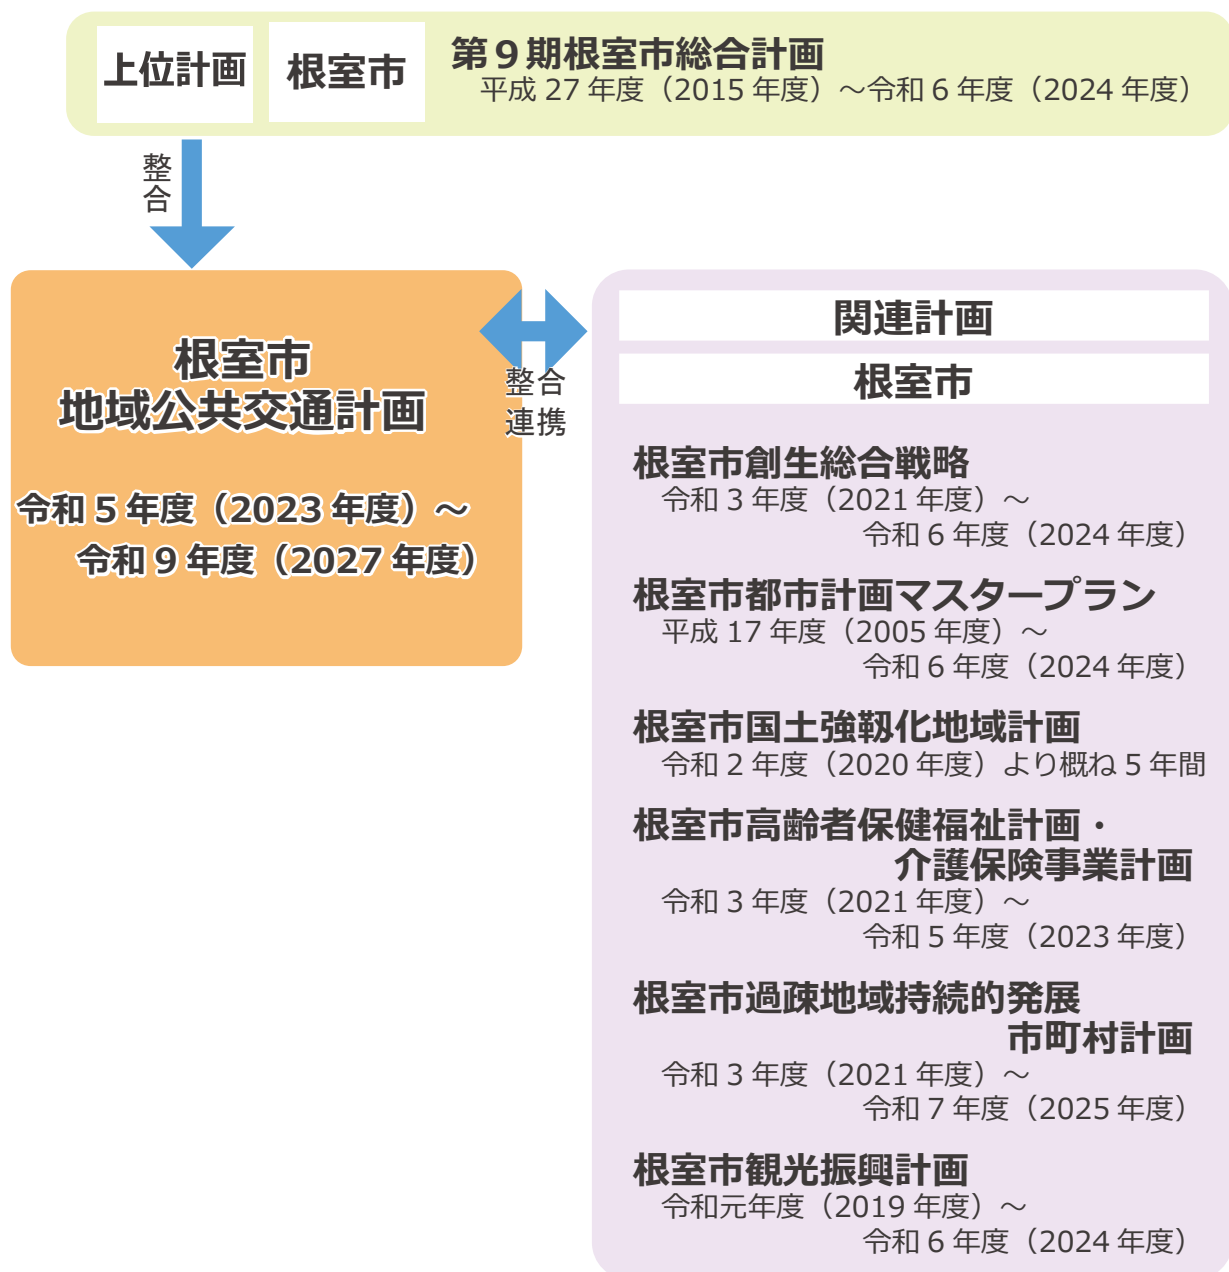 上位計画
根室市
第９期根室市総合計画
平成 27 年度（2015 年度）～令和 6 年度（2024 年度）
整合
根室市
地域公共交通計画
令和 5 年度（2023 年度）～
令和 9 年度（2027 年度）
整合
連携
関連計画
根室市
根室市創生総合戦略
令和 3 年度（2021 年度）～
令和 6 年度（2024 年度）
根室市都市計画マスタープラン
平成 17 年度（2005 年度）～
令和 6 年度（2024 年度）
根室市国土強靱化地域計画
令和 2 年度（2020 年度）より概ね 5 年間
根室市高齢者保健福祉計画・
介護保険事業計画
令和 3 年度（2021 年度）～
令和 5 年度（2023 年度）
根室市過疎地域持続的発展
市町村計画
令和 3 年度（2021 年度）～
令和 7 年度（2025 年度）
根室市観光振興計画
令和元年度（2019 年度）～
令和 6 年度（2024 年度）